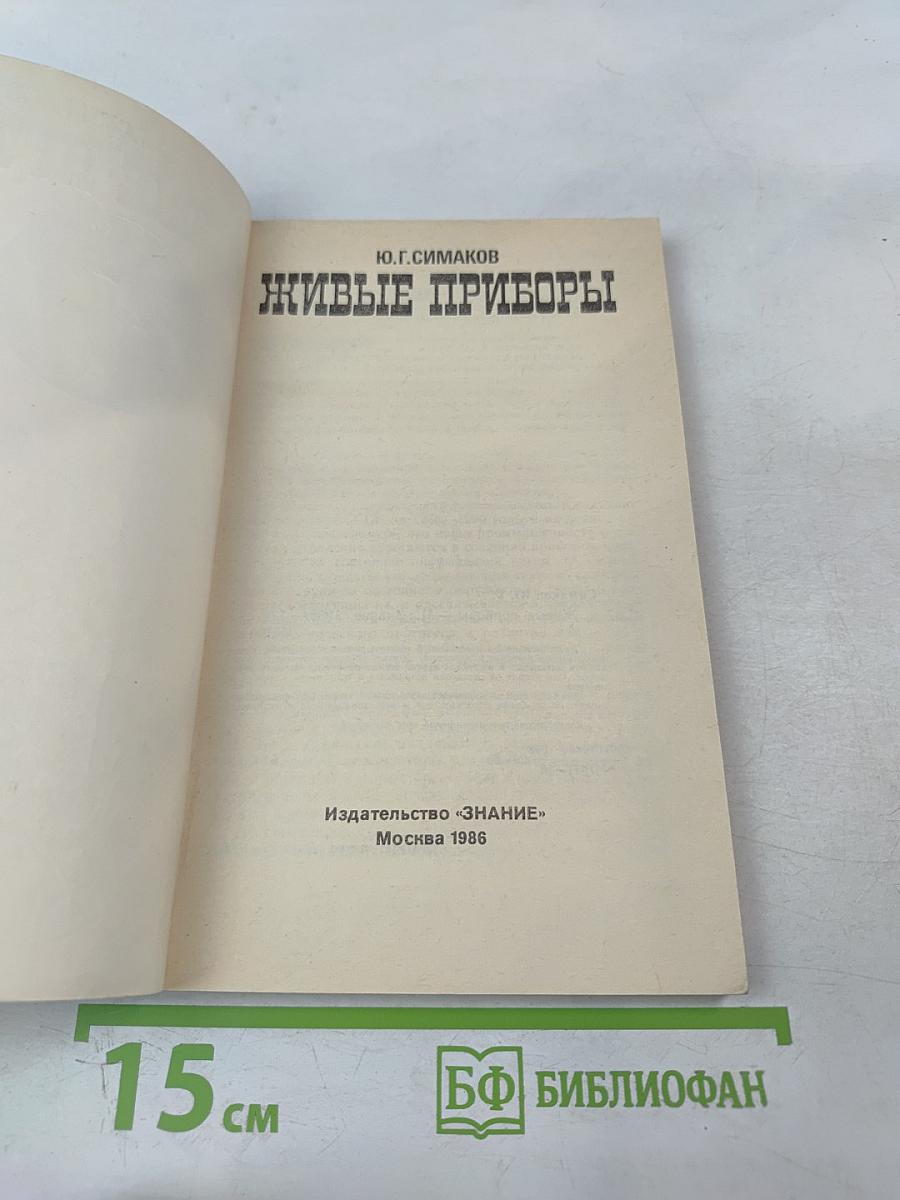 Ю.Г.СИМАКОВ
ЖИВЫЕ ПРИБОРЫ
Издательство «ЗНАНИЕ»
Москва 1986
15 см
БФ БИБЛИОФАН